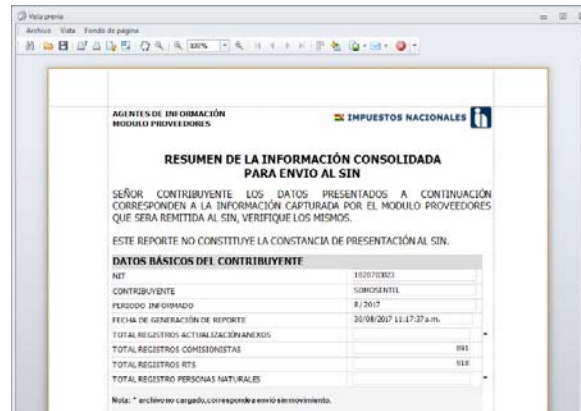 Vista previa
Archivo Vista Fondo de página
100%
AGENTES DE INFORMACIÓN
MODULO PROVEEDORES
IMPUESTOS NACIONALES
RESUMEN DE LA INFORMACIÓN CONSOLIDADA
PARA ENVIO AL SIN
SEÑOR CONTRIBUYENTE LOS DATOS PRESENTADOS A CONTINUACIÓN
CORRESPONDEN A LA INFORMACIÓN CAPTURADA POR EL MODULO PROVEEDORES
QUE SERA REMITIDA AL SIN, VERIFIQUE LOS MISMOS.
ESTE REPORTE NO CONSTITUYE LA CONSTANCIA DE PRESENTACIÓN AL SIN.
DATOS BÁSICOS DEL CONTRIBUYENTE
NIT 1020703023
CONTRIBUYENTE SOMOSENTEL
PERIODO INFORMADO 8/2017
FECHA DE GENERACIÓN DE REPORTE 30/08/2017 11:17:37a.m.
TOTAL REGISTROS ACTUALIZACIÓN ANEXOS *
TOTAL REGISTROS COMISIONISTAS 891
TOTAL REGISTROS RTS 918
TOTAL REGISTRO PERSONAS NATURALES *
Nota: * archivo no cargado, corresponde a envió sin movimiento.